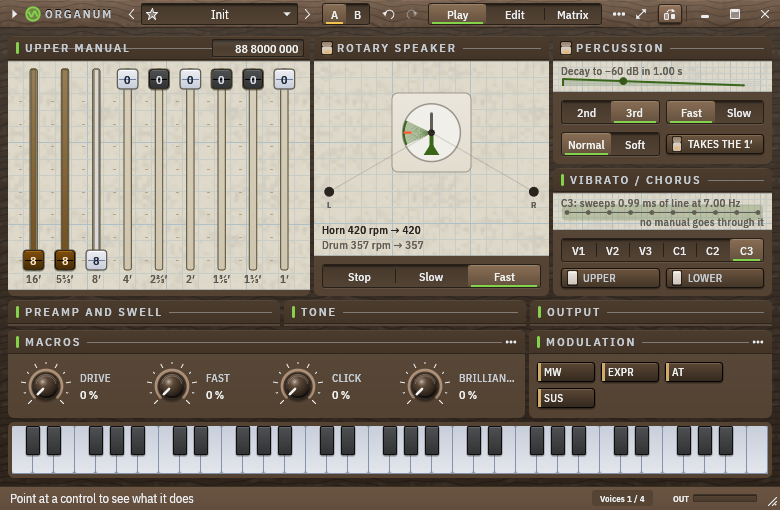 ORGANUM
Init
A B
Play Edit Matrix
UPPER MANUAL
88 8000 000
8 8 8 0 0 0 0 0 0
16′ 5⅓′ 8′ 4′ 2⅔′ 2′ 1⅗′ 1⅓′ 1′
ROTARY SPEAKER
L R
Horn 420 rpm → 420
Drum 357 rpm → 357
Stop Slow Fast
PERCUSSION
Decay to −60 dB in 1.00 s
2nd 3rd Fast Slow
Normal Soft TAKES THE 1′
VIBRATO / CHORUS
C3: sweeps 0.99 ms of line at 7.00 Hz
no manual goes through it
V1 V2 V3 C1 C2 C3
UPPER LOWER
PREAMP AND SWELL
TONE
OUTPUT
MACROS
DRIVE
0 %
FAST
0 %
CLICK
0 %
BRILLIAN...
0 %
MODULATION
MW EXPR AT
SUS
Point at a control to see what it does
Voices 1 / 4
OUT